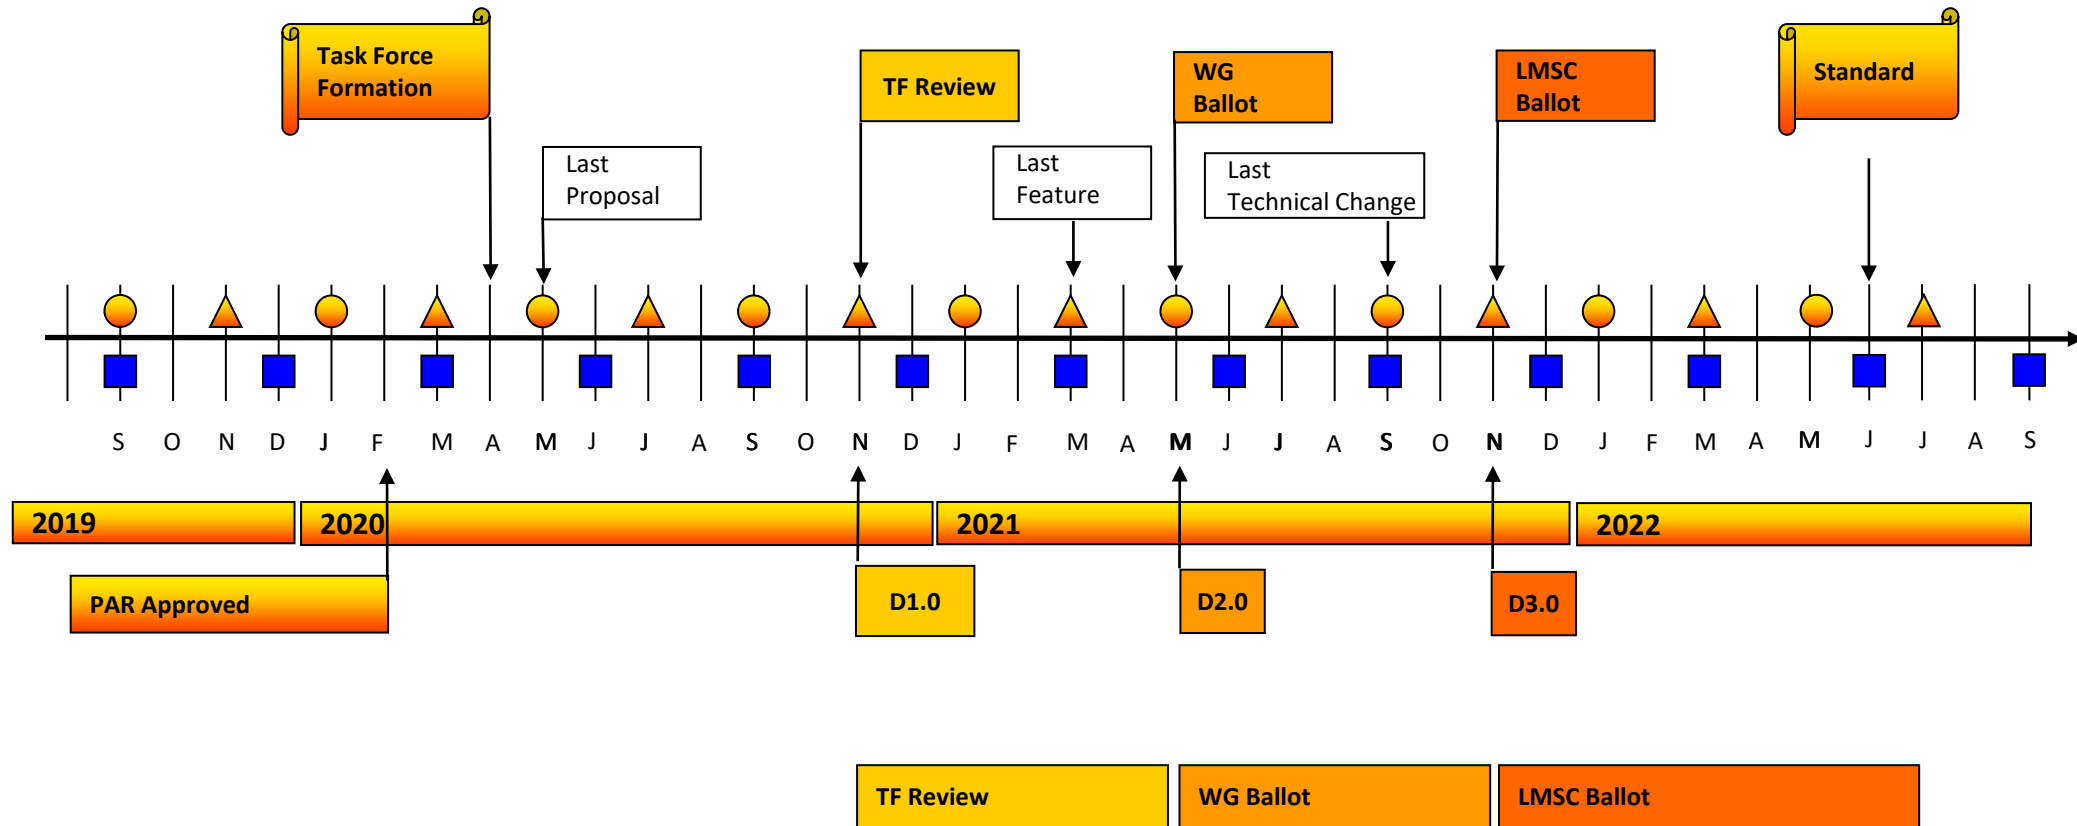 Task Force
Formation
TF Review
WG
Ballot
LMSC
Ballot
Standard
Last
Proposal
Last
Feature
Last
Technical Change
S O N D J F M A M J J A S O N D J F M A M J J A S O N D J F M A M J J A S
2019 2020 2021 2022
PAR Approved
D1.0
D2.0
D3.0
TF Review
WG Ballot
LMSC Ballot